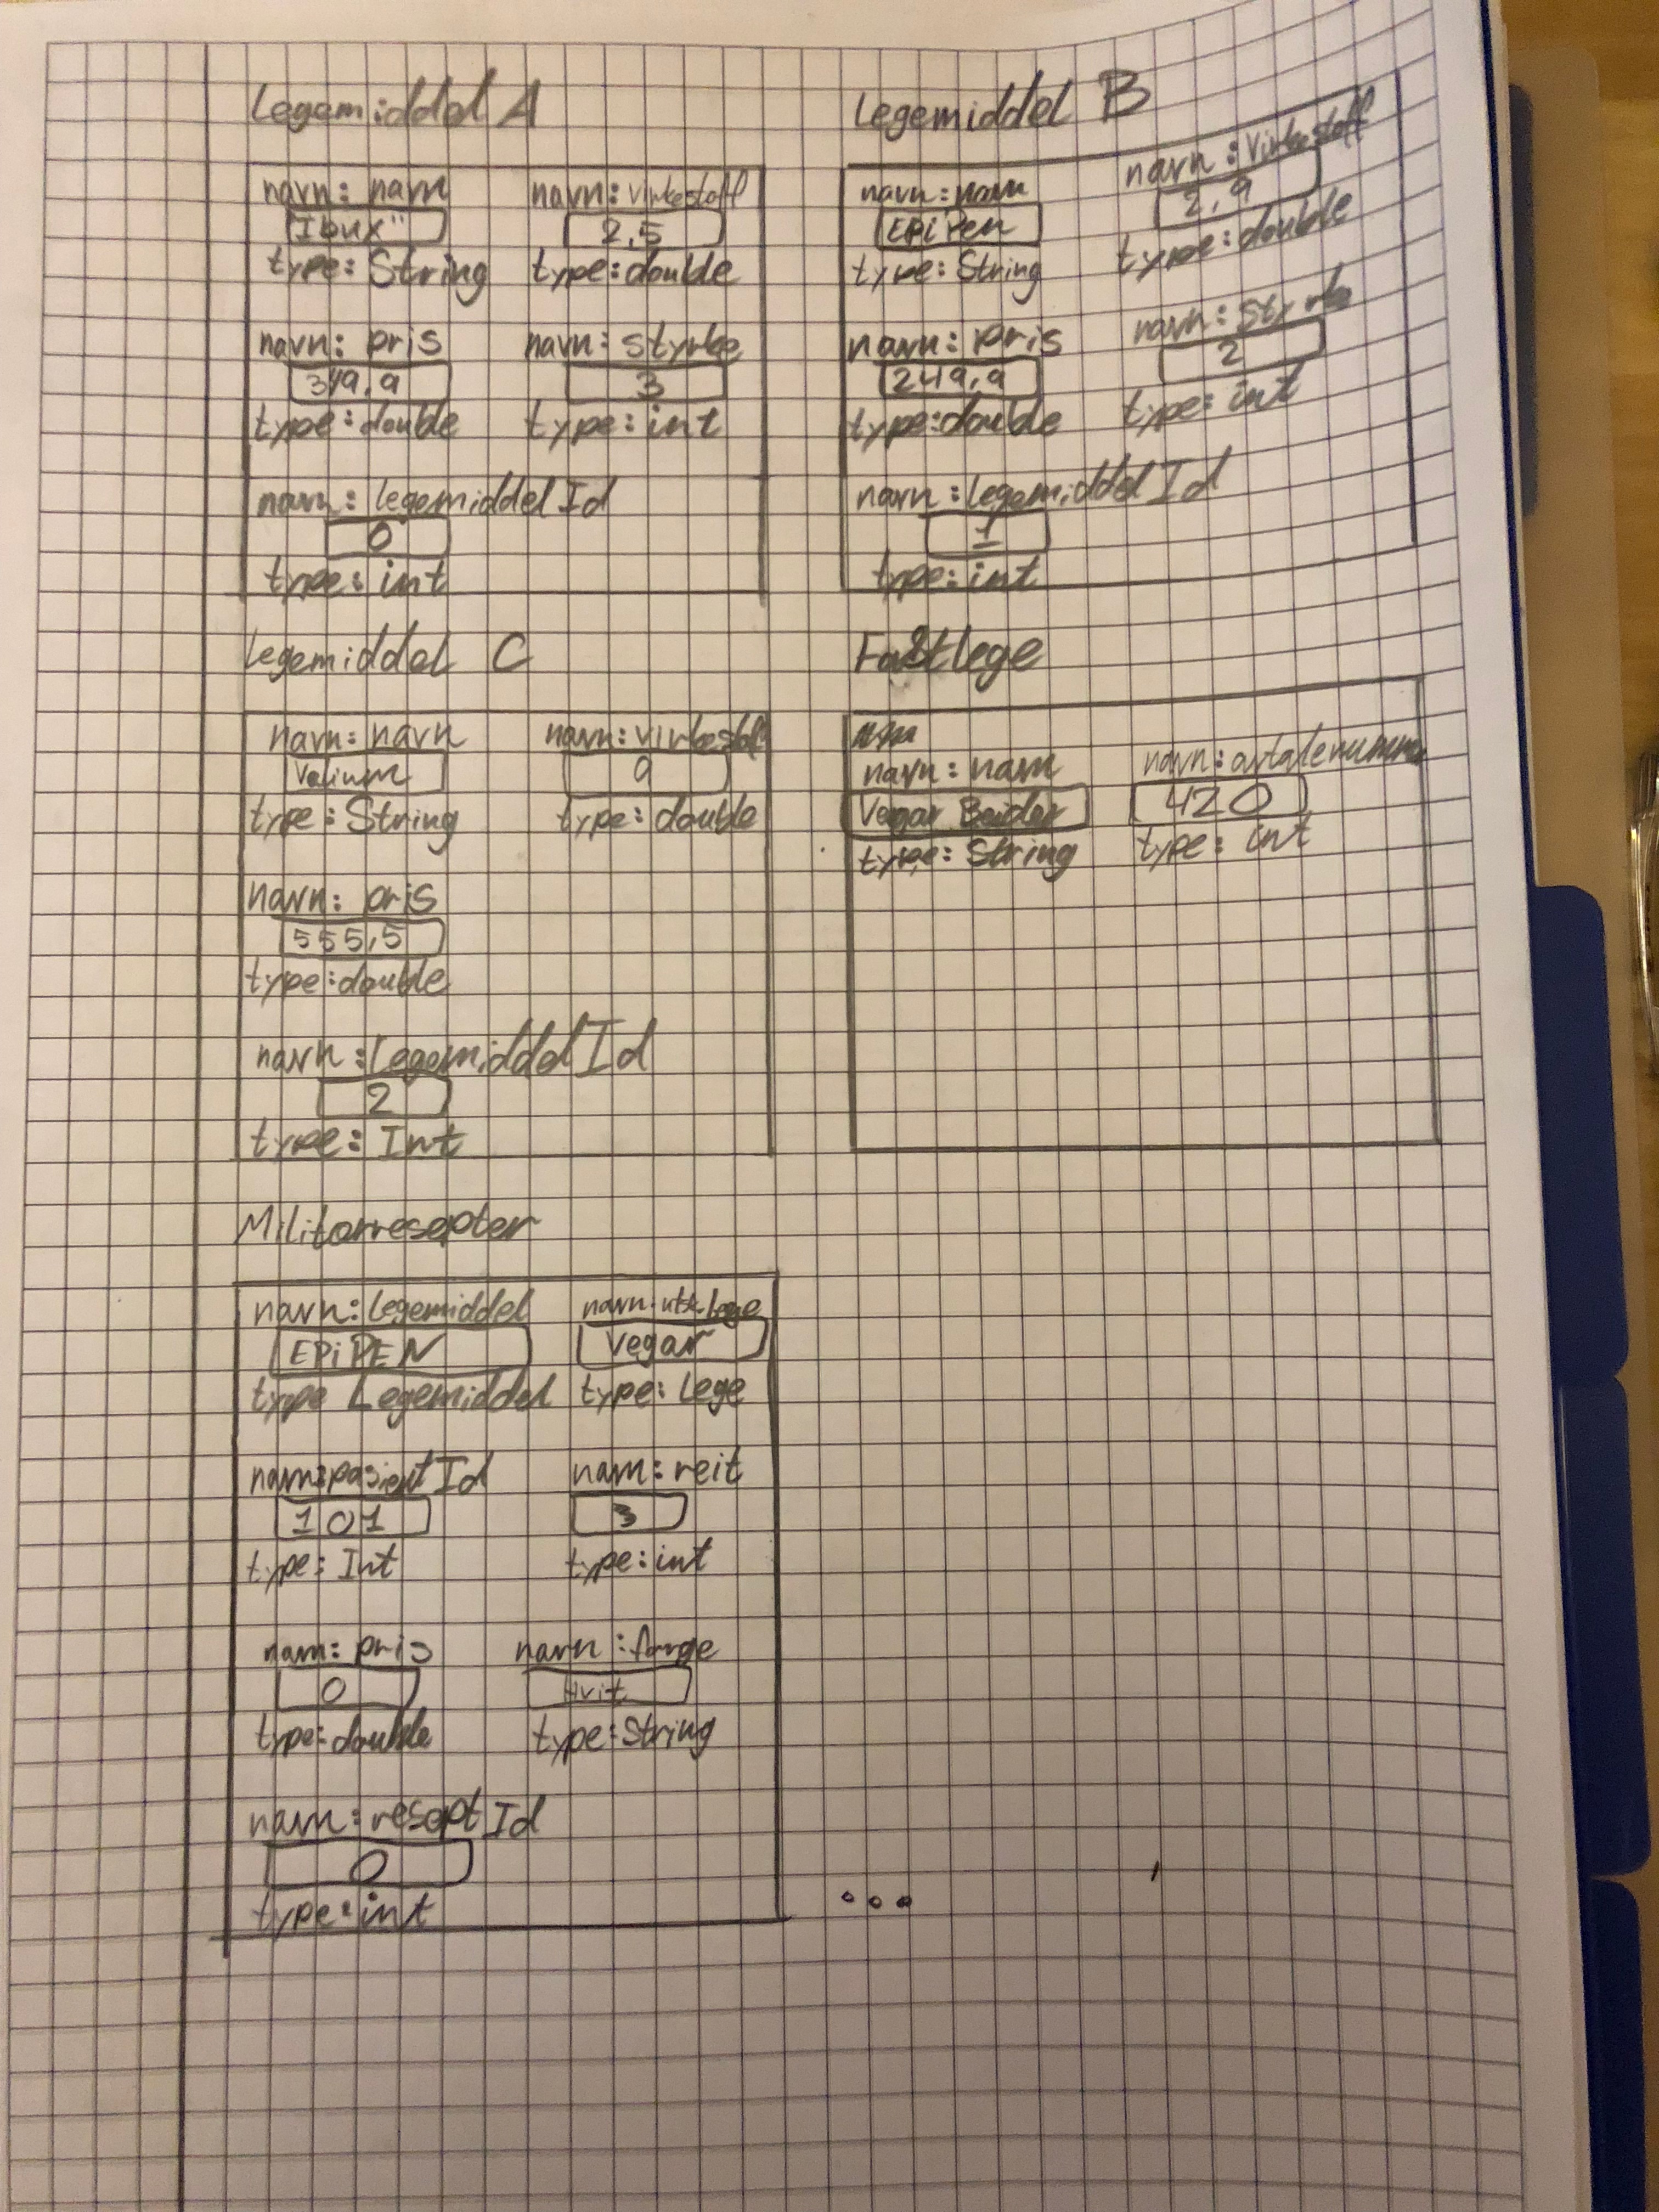 Legemiddel A
navn: navn navn: virkestoff
Ibux" 2,5
type: String type: double
navn: pris navn: styrke
349,9 3
type: double type: int
navn: LegemiddelId
0
type: int
Legemiddel B
navn: navn navn: Virkestoff
EPiPen 2,9
type: String type: double
navn: pris navn: styrke
249,9 2
type: double type: int
navn: LegemiddelId
1
type: int
Legemiddel C
navn: navn navn: virkestoff
Valium 9
type: String type: double
navn: pris
555,5
type: double
navn: LegemiddelId
2
type: Int
Fastlege
navn: navn navn: avtalenummer
Vegar 420
type: String type: int
Militærresepter
navn: Legemiddel navn: utsk.Lege
EPiPEN Vegar
type Legemiddel type: Lege
navn: pasientId navn: reit
101 3
type: Int type: int
navn: pris navn: farge
0 Hvit
type: double type: String
navn: reseptId
0
type: int
...